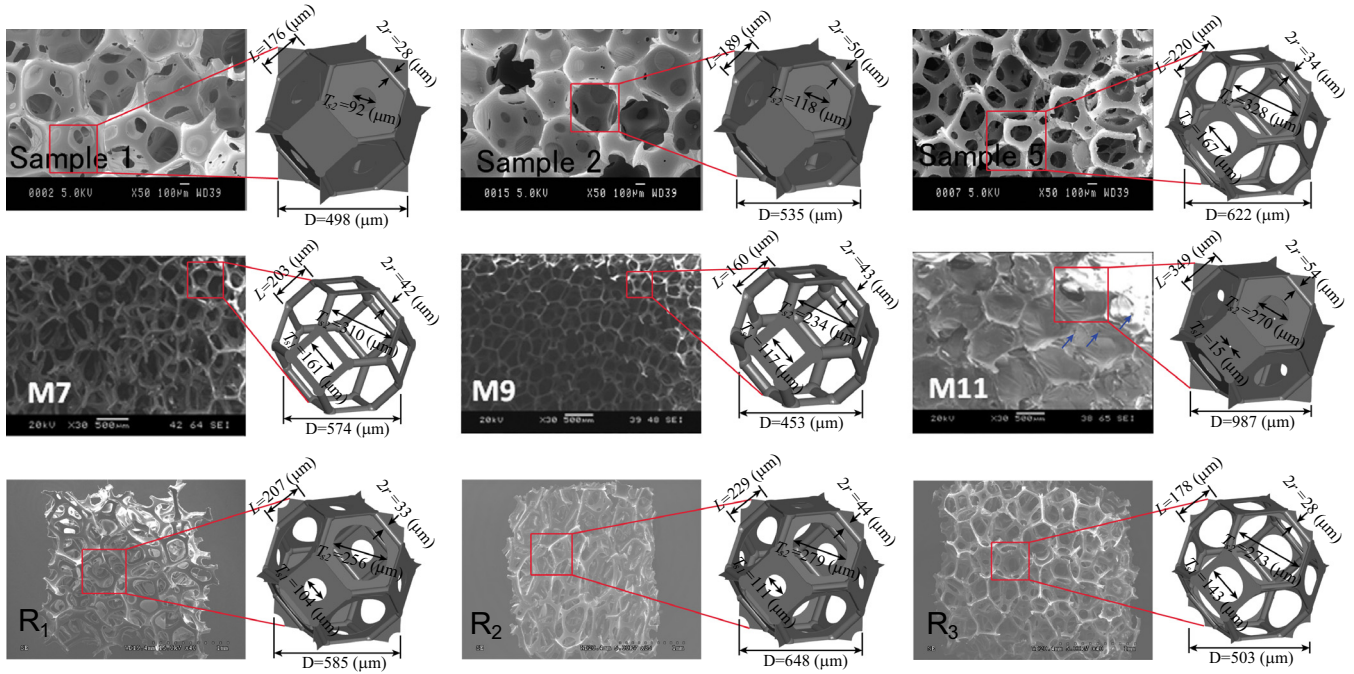 L=176 (μm)
2r =28 (μm)
Ts2=92 (μm)
Sample 1
0002 5.0KV X50 100μm WD39
D=498 (μm)
L=189 (μm)
2r =50 (μm)
Ts2=118 (μm)
Sample 2
0015 5.0KV X50 100μm WD39
D=535 (μm)
L=220 (μm)
2r =34 (μm)
Ts2=328 (μm)
Ts1=167 (μm)
Sample 5
0007 5.0KV X50 100μm WD39
D=622 (μm)
L=203 (μm)
2r =42 (μm)
Ts2=310 (μm)
Ts1=161 (μm)
M7
20kV X30 500μm 42 64 SEI
D=574 (μm)
L=160 (μm)
2r =43 (μm)
Ts2=234 (μm)
Ts1=117 (μm)
M9
20kV X30 500μm 39 48 SEI
D=453 (μm)
L=349 (μm)
2r =54 (μm)
Ts2=270 (μm)
Ts1=15 (μm)
M11
20kV X30 500μm 38 65 SEI
D=987 (μm)
L=207 (μm)
2r =33 (μm)
Ts2=256 (μm)
Ts1=104 (μm)
R1
D=585 (μm)
L=229 (μm)
2r =44 (μm)
Ts2=279 (μm)
Ts1=111 (μm)
R2
D=648 (μm)
L=178 (μm)
2r =28 (μm)
Ts2=273 (μm)
Ts1=143 (μm)
R3
D=503 (μm)